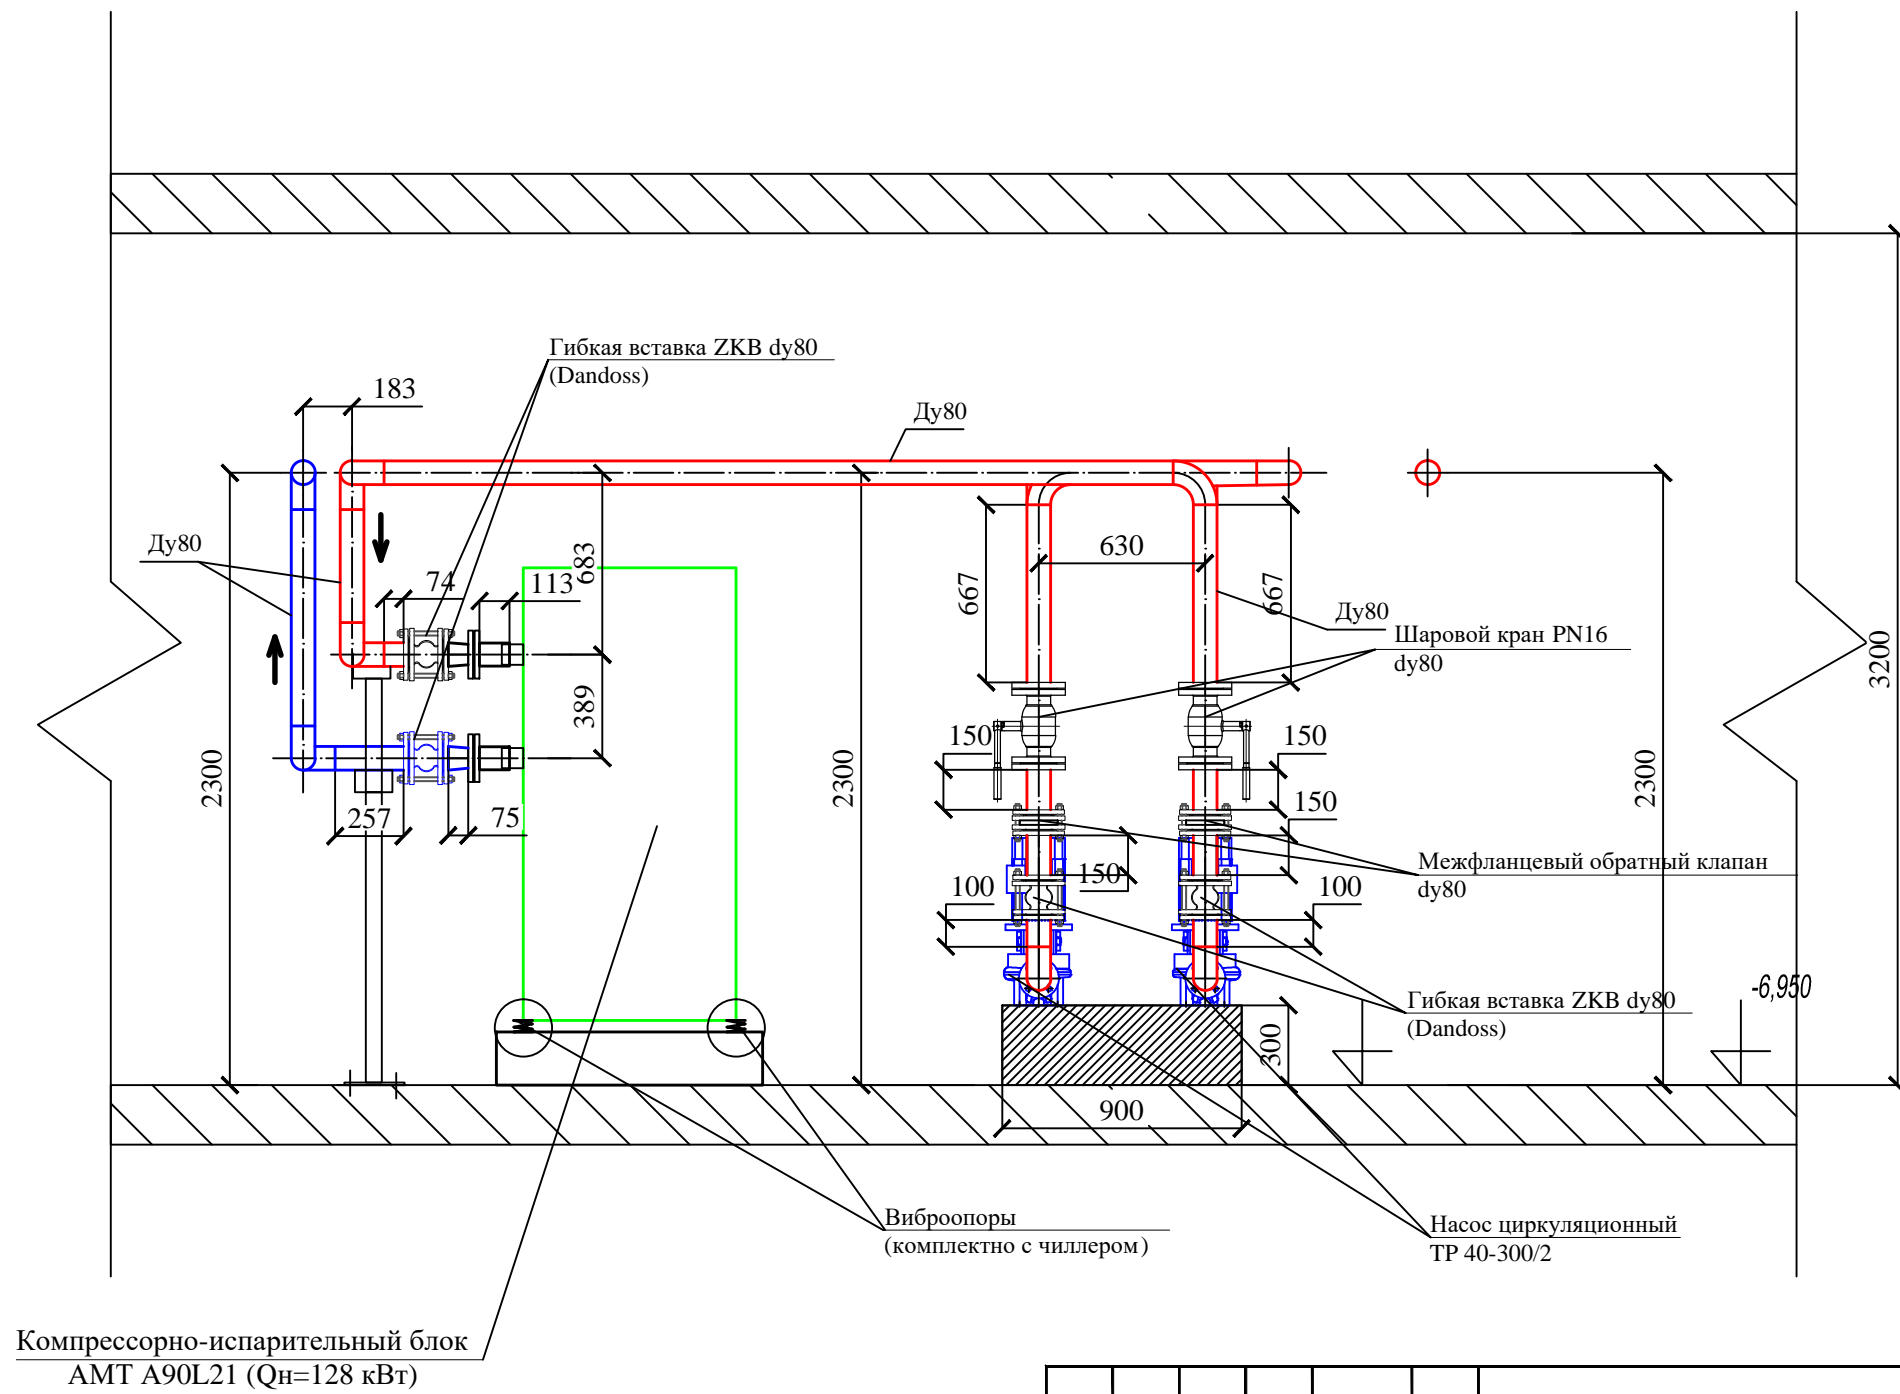 Гибкая вставка ZKB dy80
(Dandoss)
183
Ду80
Ду80
74
113
683
389
257
75
2300
2300
2300
3200
667
630
667
Ду80
Шаровой кран PN16
dy80
150
150
150
150
100
100
Межфланцевый обратный клапан
dy80
Гибкая вставка ZKB dy80
(Dandoss)
-6,950
300
900
Виброопоры
(комплектно с чиллером)
Насос циркуляционный
TP 40-300/2
Компрессорно-испарительный блок
АМТ A90L21 (Qн=128 кВт)